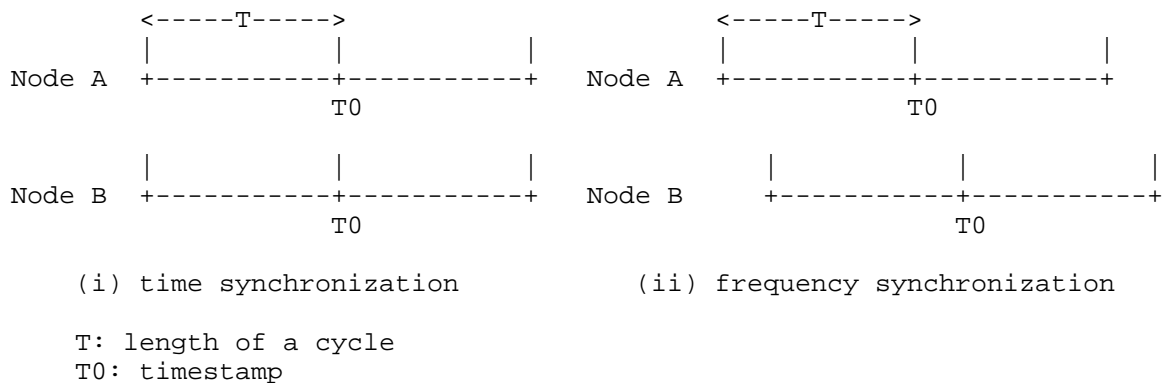 <-----T-----> <-----T----->
| | | | | |
Node A +-----------+-----------+ Node A +-----------+-----------+
T0 T0
| | | | | |
Node B +-----------+-----------+ Node B +-----------+-----------+
T0 T0
(i) time synchronization (ii) frequency synchronization
T: length of a cycle
T0: timestamp